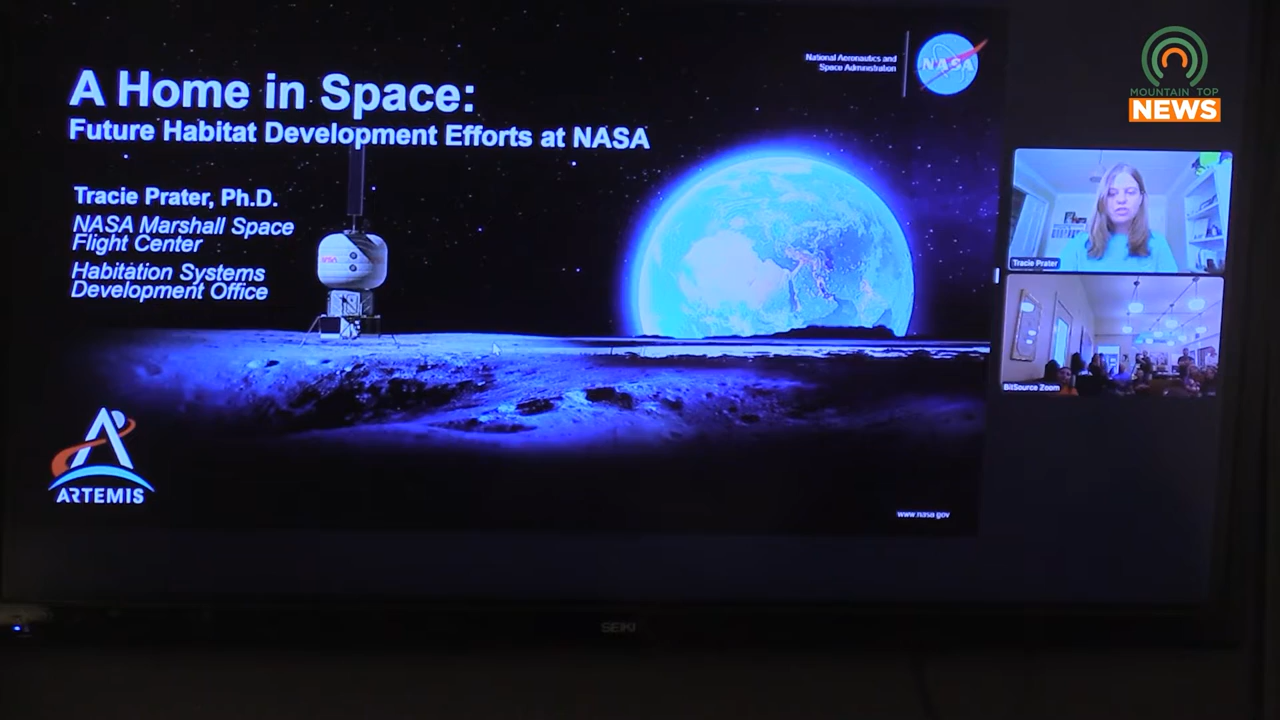 A Home in Space:
Future Habitat Development Efforts at NASA
Tracie Prater, Ph.D.
NASA Marshall Space
Flight Center
Habitation Systems
Development Office
National Aeronautics and
Space Administration
NASA
MOUNTAIN TOP
NEWS
Tracie Prater
BitSource Zoom
ARTEMIS
www.nasa.gov
SEIKI